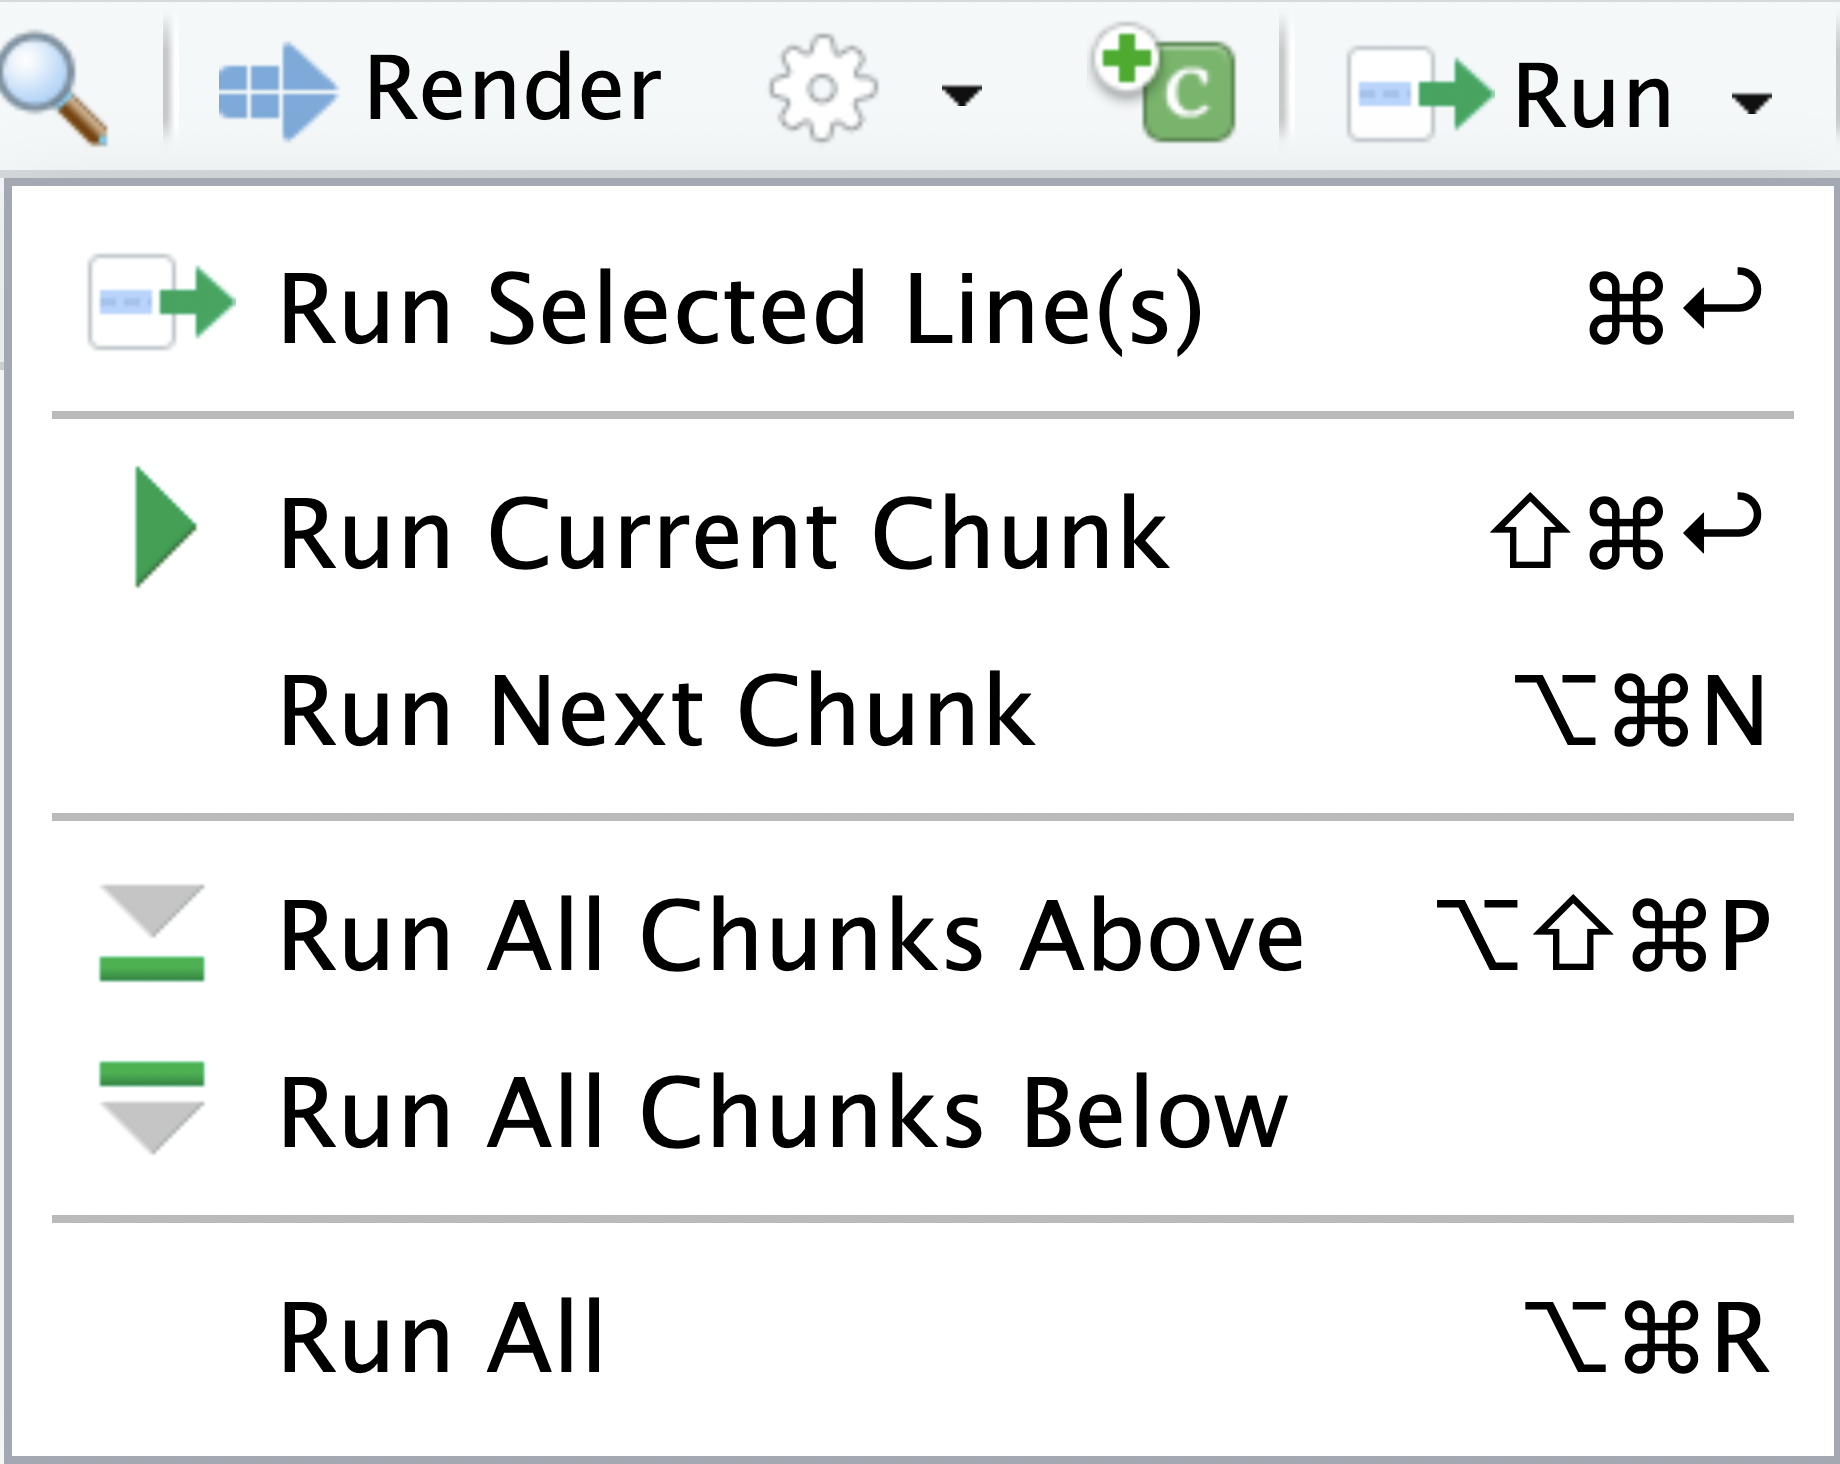 Render C Run
Run Selected Line(s) ⌘↩
Run Current Chunk ⇧⌘↩
Run Next Chunk ⌥⌘N
Run All Chunks Above ⌥⇧⌘P
Run All Chunks Below
Run All ⌥⌘R